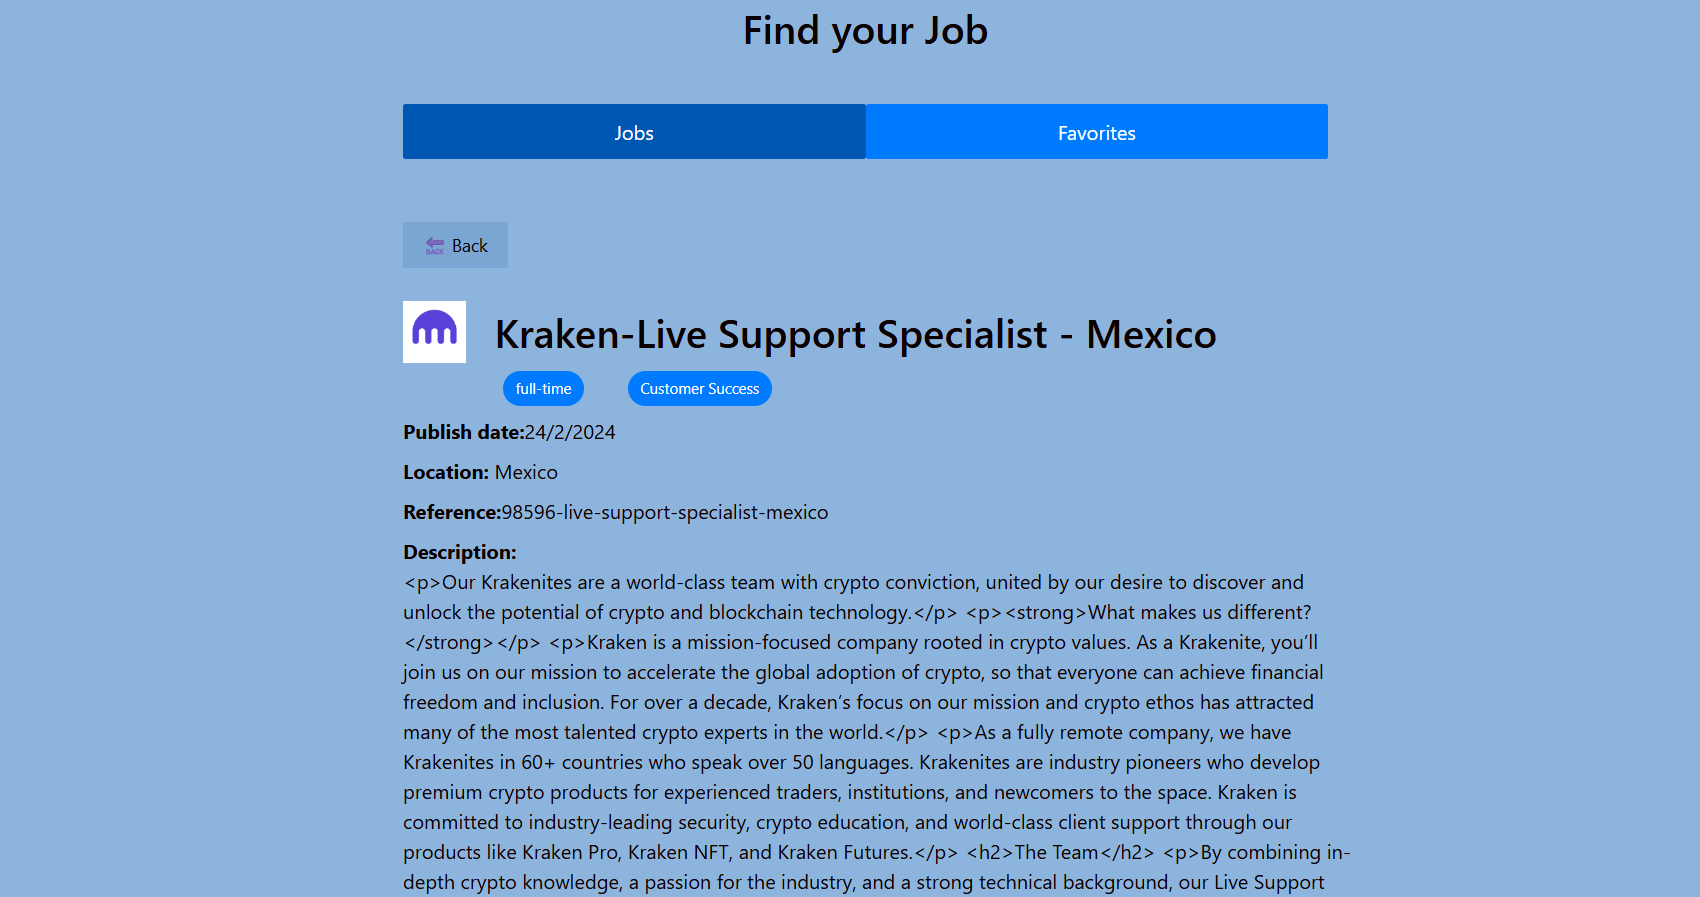 Find your Job
Jobs
Favorites
BACK Back
Kraken-Live Support Specialist - Mexico
full-time
Customer Success
Publish date:24/2/2024
Location: Mexico
Reference:98596-live-support-specialist-mexico
Description:
<p>Our Krakenites are a world-class team with crypto conviction, united by our desire to discover and
unlock the potential of crypto and blockchain technology.</p> <p><strong>What makes us different?
</strong></p> <p>Kraken is a mission-focused company rooted in crypto values. As a Krakenite, you’ll
join us on our mission to accelerate the global adoption of crypto, so that everyone can achieve financial
freedom and inclusion. For over a decade, Kraken’s focus on our mission and crypto ethos has attracted
many of the most talented crypto experts in the world.</p> <p>As a fully remote company, we have
Krakenites in 60+ countries who speak over 50 languages. Krakenites are industry pioneers who develop
premium crypto products for experienced traders, institutions, and newcomers to the space. Kraken is
committed to industry-leading security, crypto education, and world-class client support through our
products like Kraken Pro, Kraken NFT, and Kraken Futures.</p> <h2>The Team</h2> <p>By combining in-
depth crypto knowledge, a passion for the industry, and a strong technical background, our Live Support